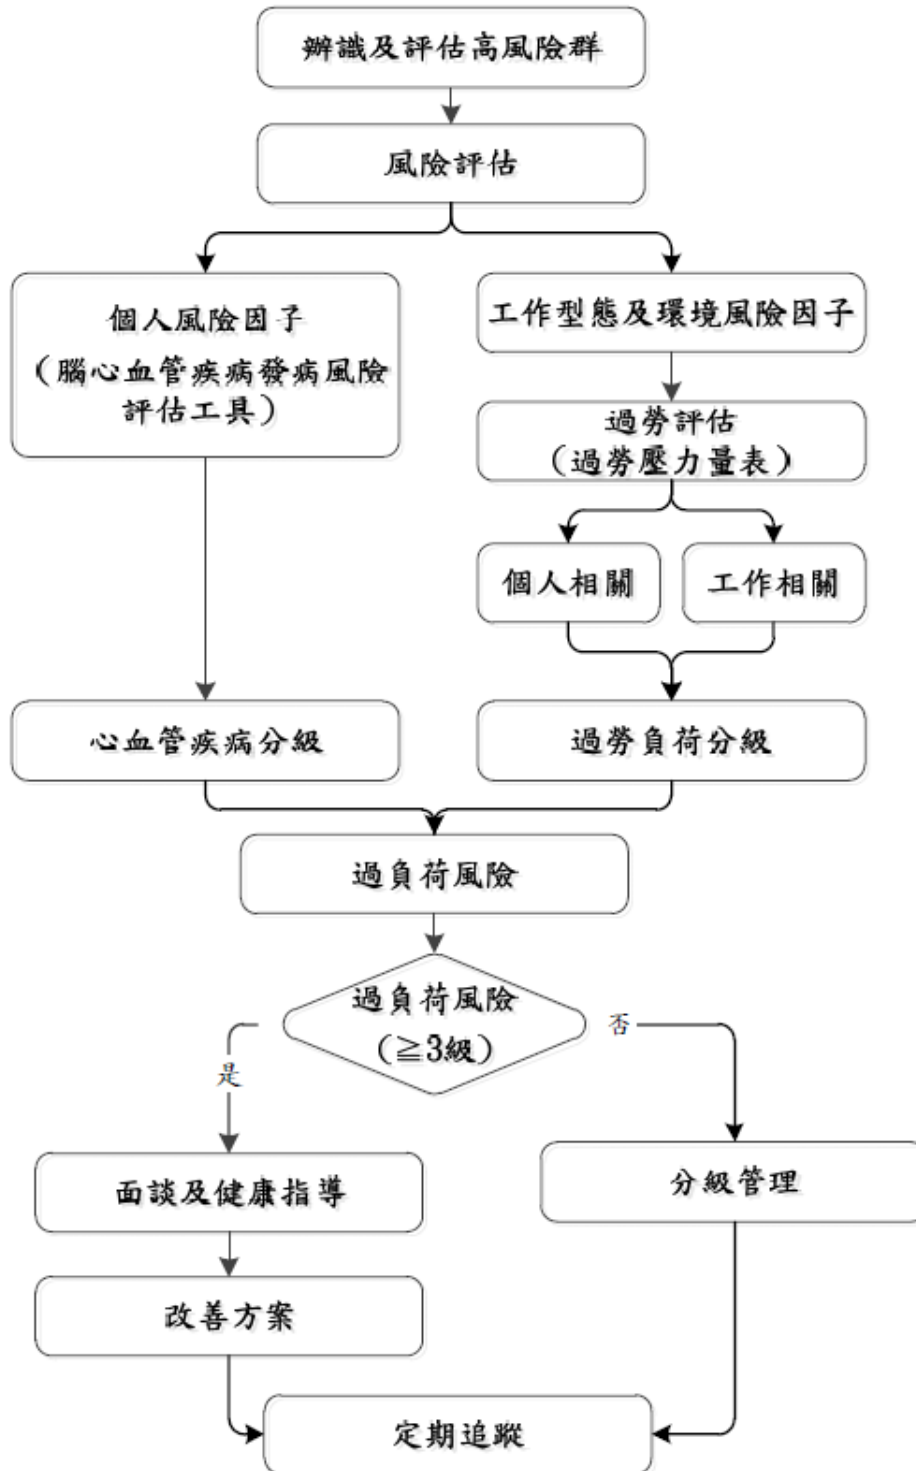 辦識及評估高風險群
風險評估
個人風險因子
（腦心血管疾病發病風險
評估工具）
工作型態及環境風險因子
過勞評估
（過勞壓力量表）
個人相關
工作相關
心血管疾病分級
過勞負荷分級
過負荷風險
過負荷風險
（≧3級）
是
否
面談及健康指導
分級管理
改善方案
定期追蹤